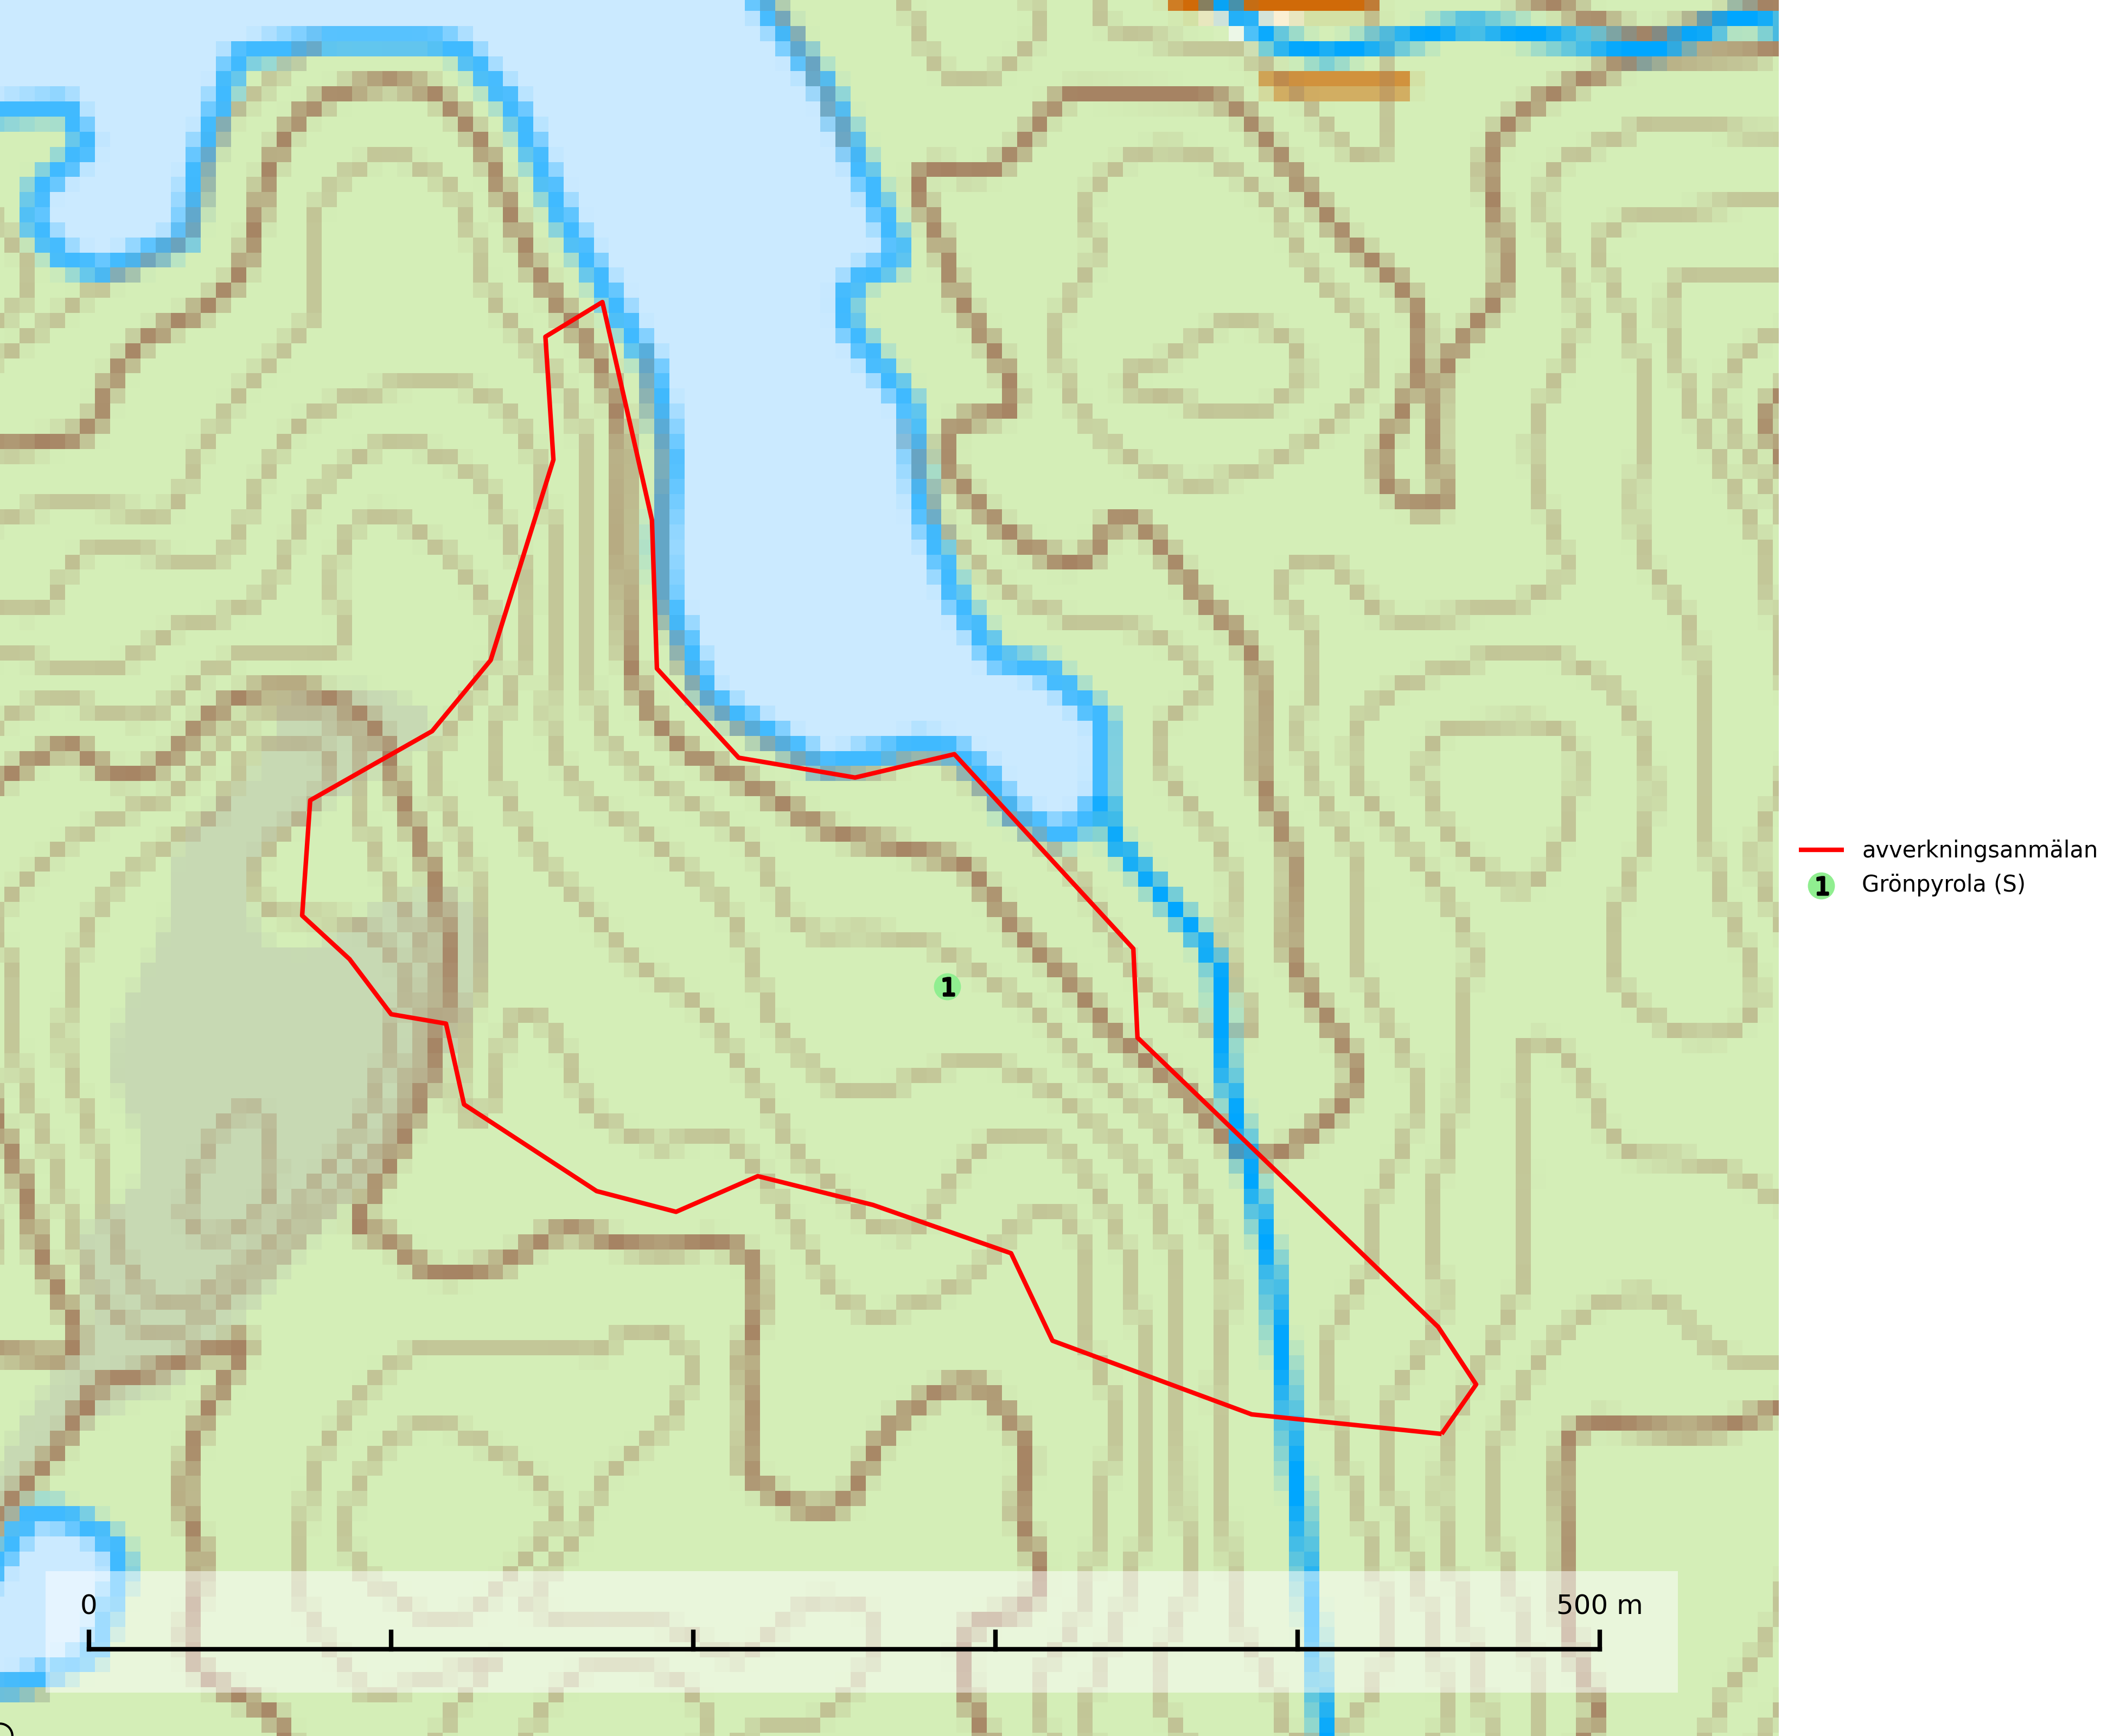 1
avverkningsanmälan
1 Grönpyrola (S)
0 500 m